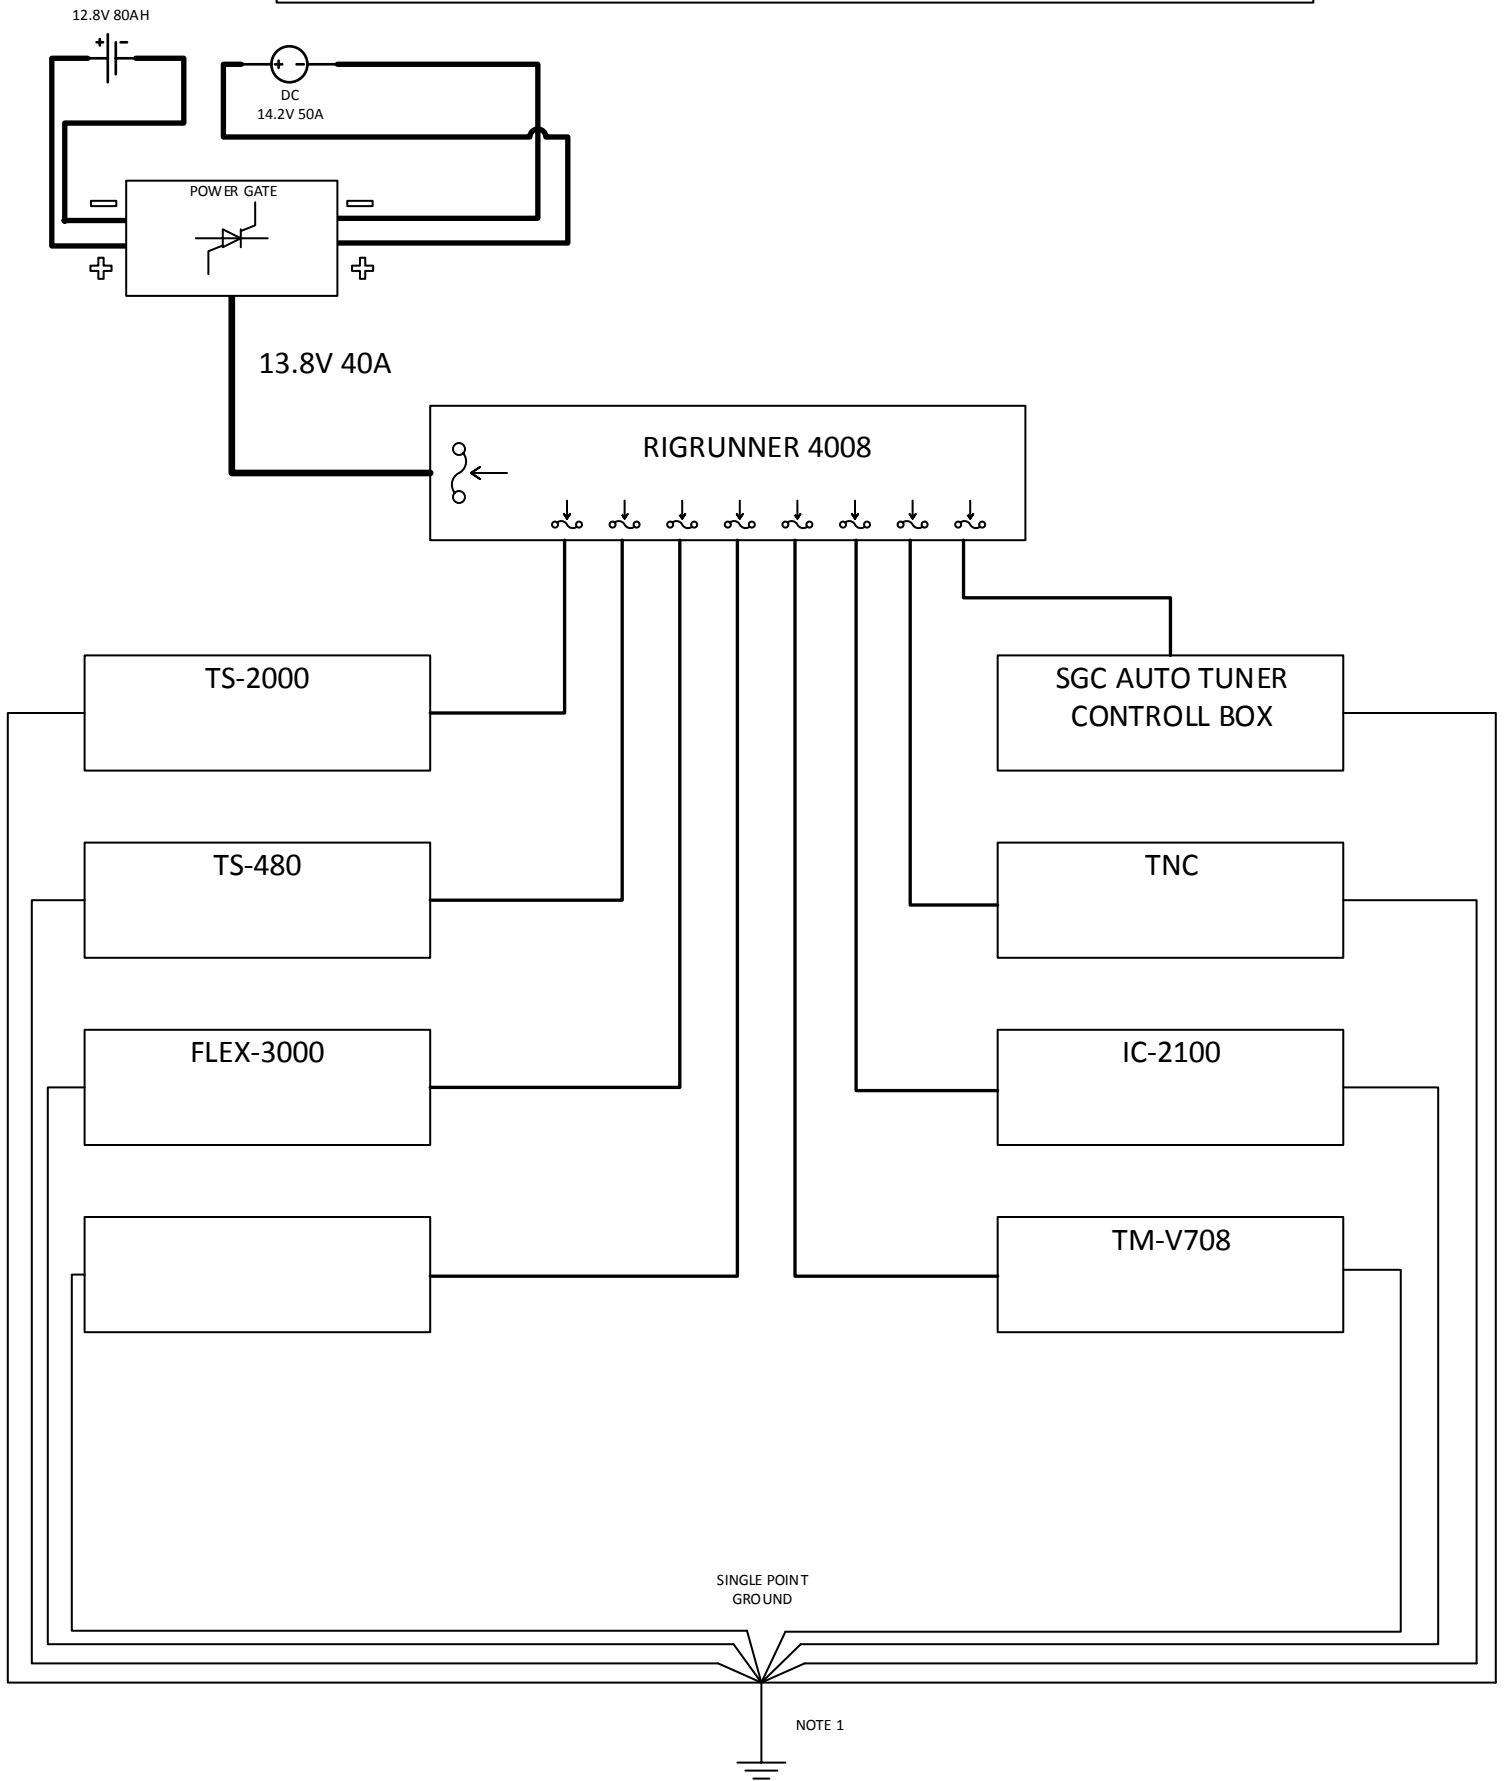 12.8V 80AH
+ -
+ -
DC
14.2V 50A
POWER GATE
13.8V 40A
RIGRUNNER 4008
TS-2000
SGC AUTO TUNER
CONTROLL BOX
TS-480
TNC
FLEX-3000
IC-2100
TM-V708
SINGLE POINT
GROUND
NOTE 1